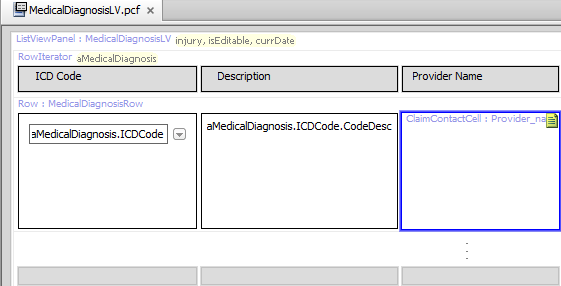 MedicalDiagnosisLV.pcf
ListViewPanel : MedicalDiagnosisLV injury, isEditable, currDate
RowIterator aMedicalDiagnosis
ICD Code Description Provider Name
Row : MedicalDiagnosisRow
ClaimContactCell : Provider_na
aMedicalDiagnosis.ICDCode aMedicalDiagnosis.ICDCode.CodeDesc